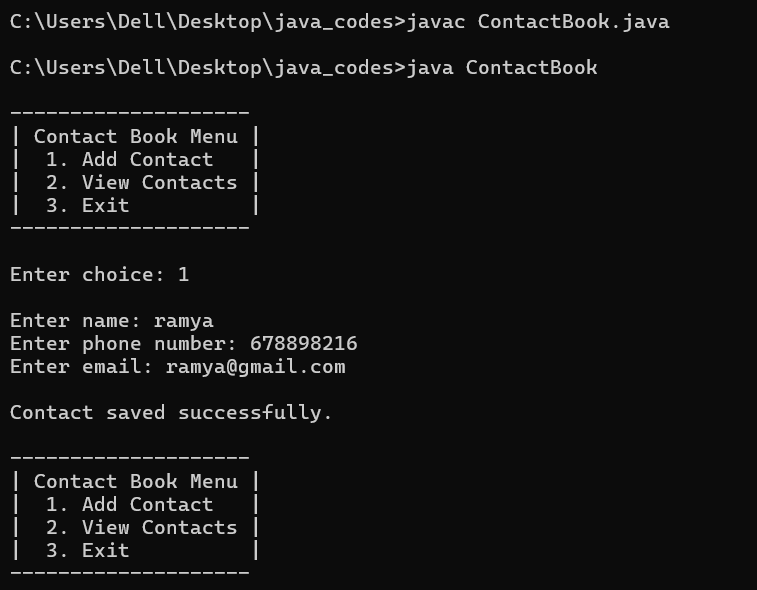 C:\Users\Dell\Desktop\java_codes>javac ContactBook.java
C:\Users\Dell\Desktop\java_codes>java ContactBook
--------------------
| Contact Book Menu |
|  1. Add Contact   |
|  2. View Contacts |
|  3. Exit          |
--------------------
Enter choice: 1
Enter name: ramya
Enter phone number: 678898216
Enter email: ramya@gmail.com
Contact saved successfully.
--------------------
| Contact Book Menu |
|  1. Add Contact   |
|  2. View Contacts |
|  3. Exit          |
--------------------